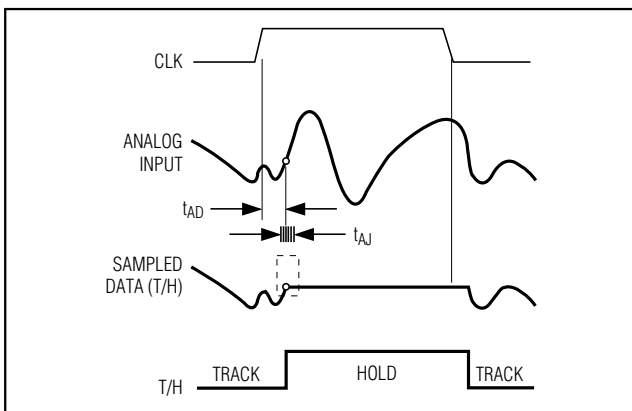 CLK
ANALOG
INPUT
tAD
tAJ
SAMPLED
DATA (T/H)
TRACK HOLD TRACK
T/H